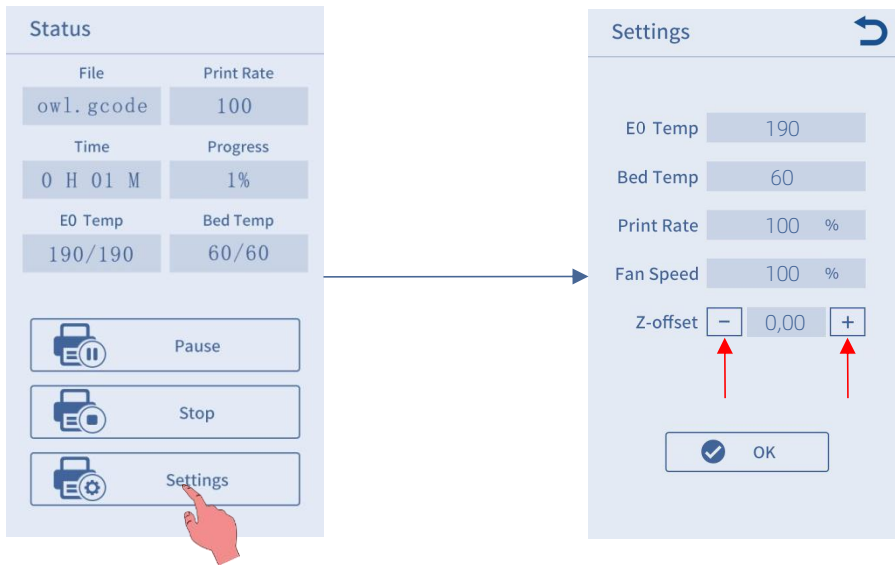 Status
File Print Rate
owl.gcode 100
Time Progress
0 H 01 M 1%
E0 Temp Bed Temp
190/190 60/60
Pause
Stop
Settings
Settings
E0 Temp 190
Bed Temp 60
Print Rate 100 %
Fan Speed 100 %
Z-offset − 0,00 +
OK